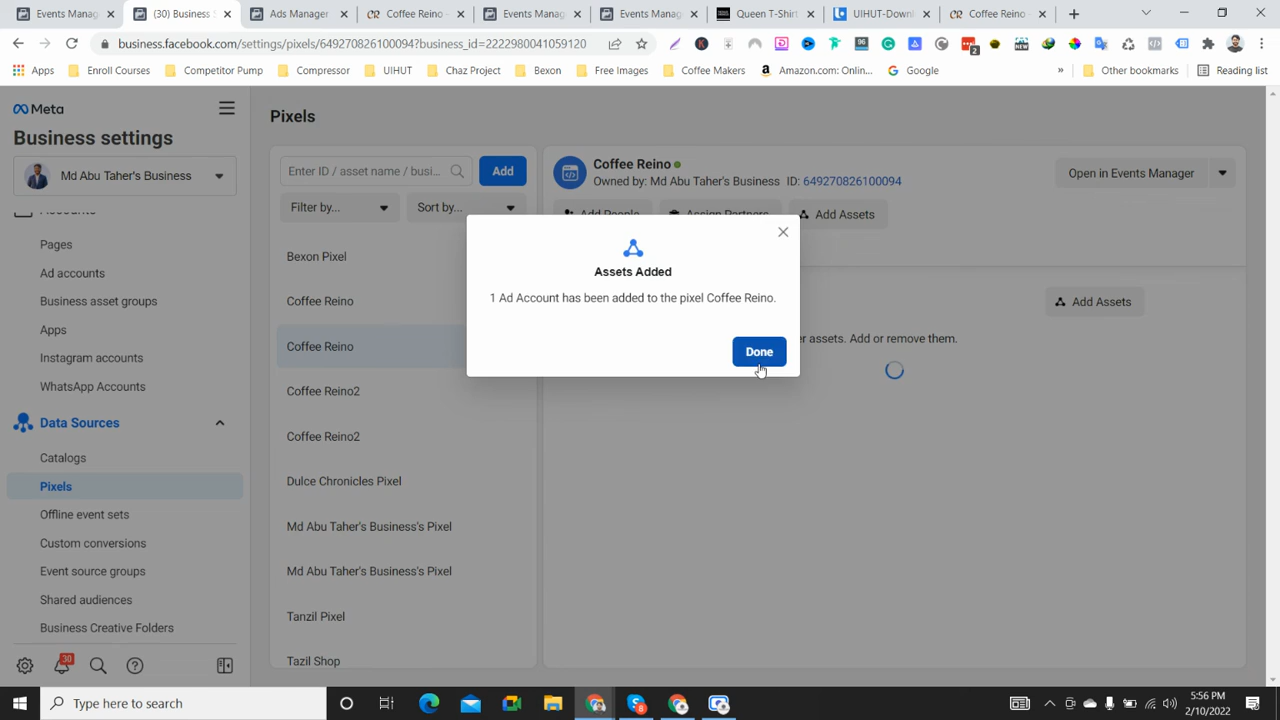 Events Manag
(30) Business S
Ads Manager
Coffee Reino -
Events Manag
Events Manag
Queen T-Shirt
UIHUT-Downl
Coffee Reino -
business.facebook.com/settings/pixels/649270826100094?business_id=2222980041059120
Apps
Enroll Courses
Competitor Pump
Compressor
UIHUT
Chaz Project
Bexon
Free Images
Coffee Makers
Amazon.com: Onlin...
Google
»
Other bookmarks
Reading list
Meta
Business settings
Md Abu Taher's Business
Pages
Ad accounts
Business asset groups
Apps
Instagram accounts
WhatsApp Accounts
Data Sources
Catalogs
Pixels
Offline event sets
Custom conversions
Event source groups
Shared audiences
Business Creative Folders
30
Pixels
Enter ID / asset name / busi...
Add
Filter by...
Sort by...
Bexon Pixel
Coffee Reino
Coffee Reino
Coffee Reino2
Coffee Reino2
Dulce Chronicles Pixel
Md Abu Taher's Business's Pixel
Md Abu Taher's Business's Pixel
Tanzil Pixel
Tazil Shop
Coffee Reino
Owned by: Md Abu Taher's Business ID: 649270826100094
Open in Events Manager
Add People
Assign Partners
Add Assets
Add Assets
er assets. Add or remove them.
Assets Added
1 Ad Account has been added to the pixel Coffee Reino.
Done
Type here to search
5:56 PM
2/10/2022